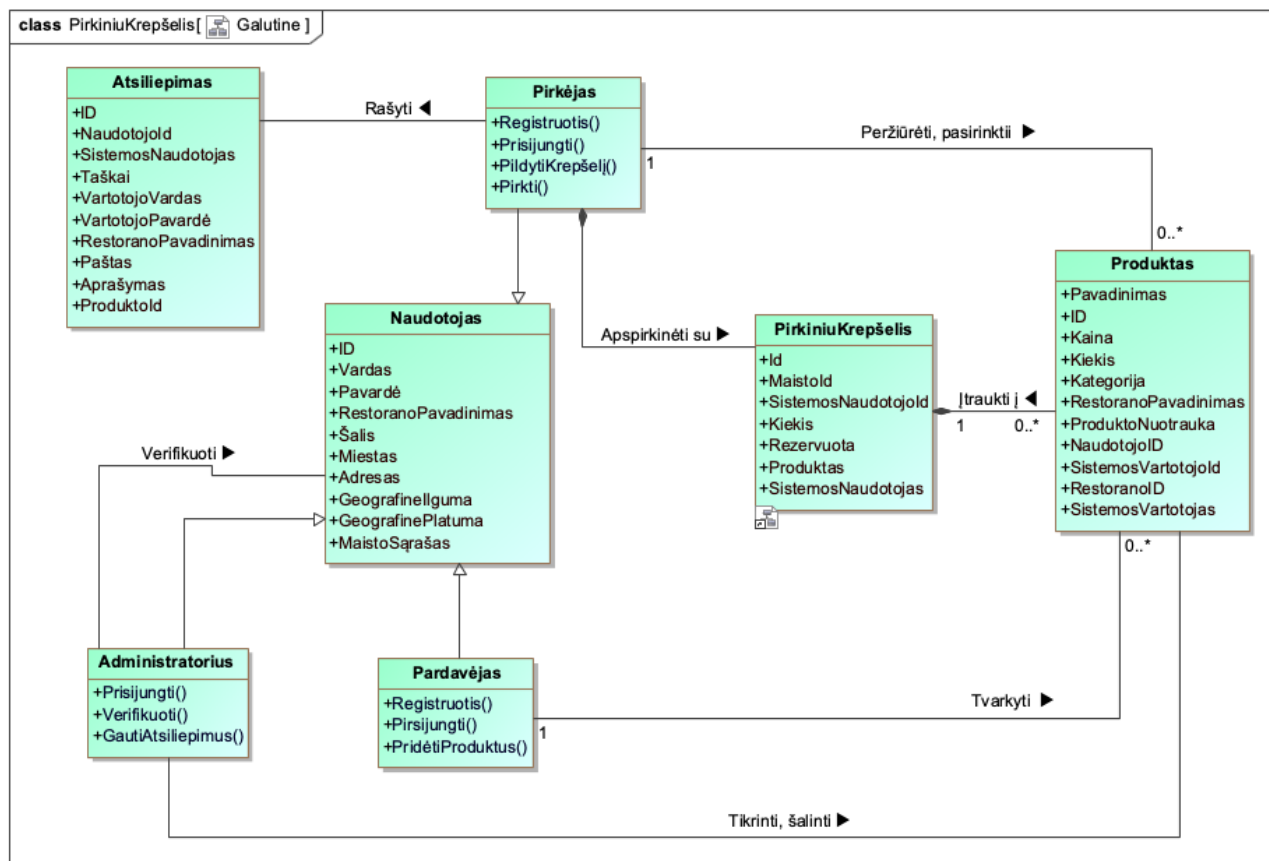 class PirkiniuKrepšelis[ Galutine ]
Atsiliepimas
+ID
+NaudotojoId
+SistemosNaudotojas
+Taškai
+VartotojoVardas
+VartotojoPavardė
+RestoranoPavadinimas
+Paštas
+Aprašymas
+ProduktoId
Rašyti ◀
Pirkėjas
+Registruotis()
+Prisijungti()
+PildytiKrepšelį()
+Pirkti()
1
Peržiūrėti, pasirinktii ▶
0..*
Produktas
+Pavadinimas
+ID
+Kaina
+Kiekis
+Kategorija
+RestoranoPavadinimas
+ProduktoNuotrauka
+NaudotojoID
+SistemosVartotojoId
+RestoranoID
+SistemosVartotojas
0..*
Naudotojas
+ID
+Vardas
+Pavardė
+RestoranoPavadinimas
+Šalis
+Miestas
+Adresas
+GeografineIlguma
+GeografinePlatuma
+MaistoSąrašas
Apspirkinėti su ▶
PirkiniuKrepšelis
+Id
+MaistoId
+SistemosNaudotojoId
+Kiekis
+Rezervuota
+Produktas
+SistemosNaudotojas
Įtraukti į ◀
1
0..*
Verifikuoti ▶
Administratorius
+Prisijungti()
+Verifikuoti()
+GautiAtsiliepimus()
Pardavėjas
+Registruotis()
+Pirsijungti()
+PridėtiProduktus()
1
Tvarkyti ▶
Tikrinti, šalinti ▶